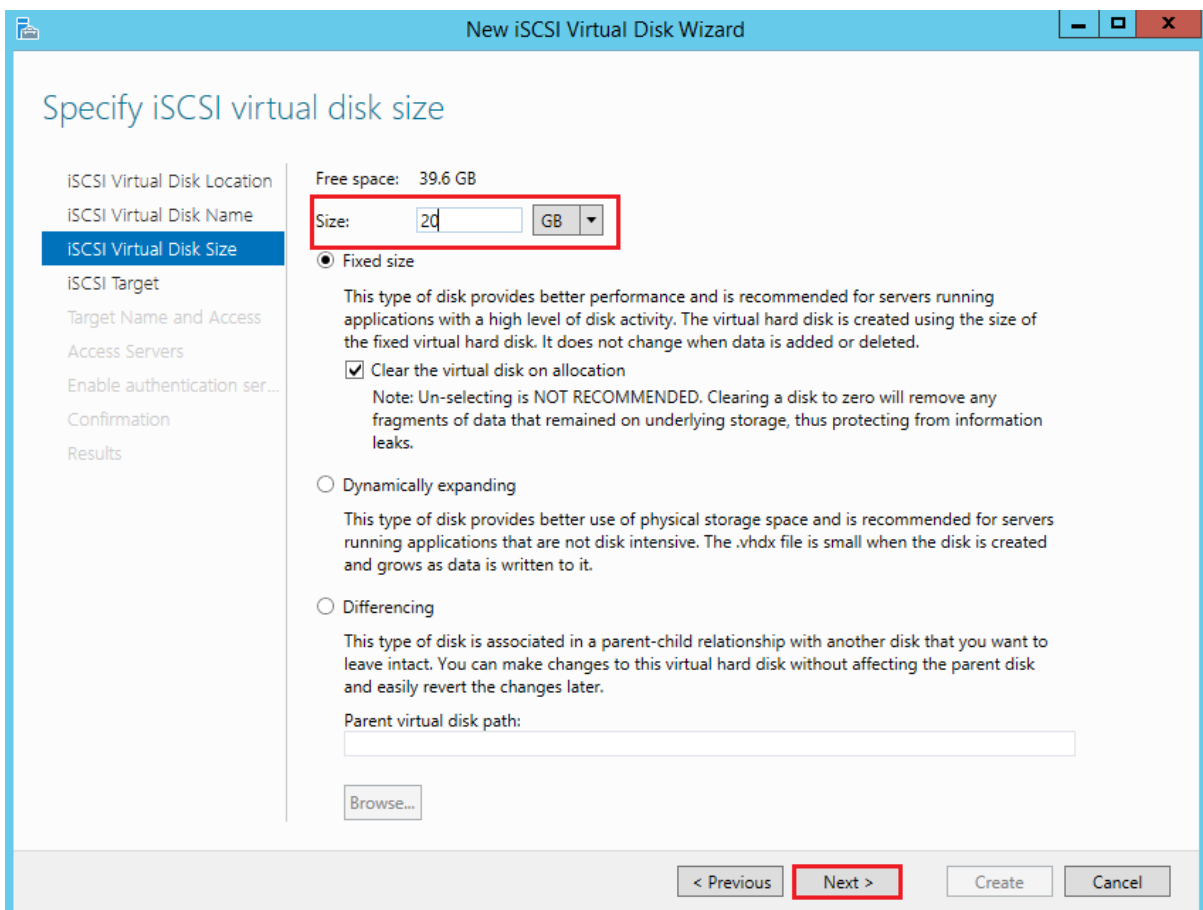 New iSCSI Virtual Disk Wizard
Specify iSCSI virtual disk size
iSCSI Virtual Disk Location
iSCSI Virtual Disk Name
iSCSI Virtual Disk Size
iSCSI Target
Target Name and Access
Access Servers
Enable authentication ser...
Confirmation
Results
Free space: 39.6 GB
Size: 20 GB
Fixed size
This type of disk provides better performance and is recommended for servers running
applications with a high level of disk activity. The virtual hard disk is created using the size of
the fixed virtual hard disk. It does not change when data is added or deleted.
Clear the virtual disk on allocation
Note: Un-selecting is NOT RECOMMENDED. Clearing a disk to zero will remove any
fragments of data that remained on underlying storage, thus protecting from information
leaks.
Dynamically expanding
This type of disk provides better use of physical storage space and is recommended for servers
running applications that are not disk intensive. The .vhdx file is small when the disk is created
and grows as data is written to it.
Differencing
This type of disk is associated in a parent-child relationship with another disk that you want to
leave intact. You can make changes to this virtual hard disk without affecting the parent disk
and easily revert the changes later.
Parent virtual disk path:
Browse...
< Previous Next > Create Cancel